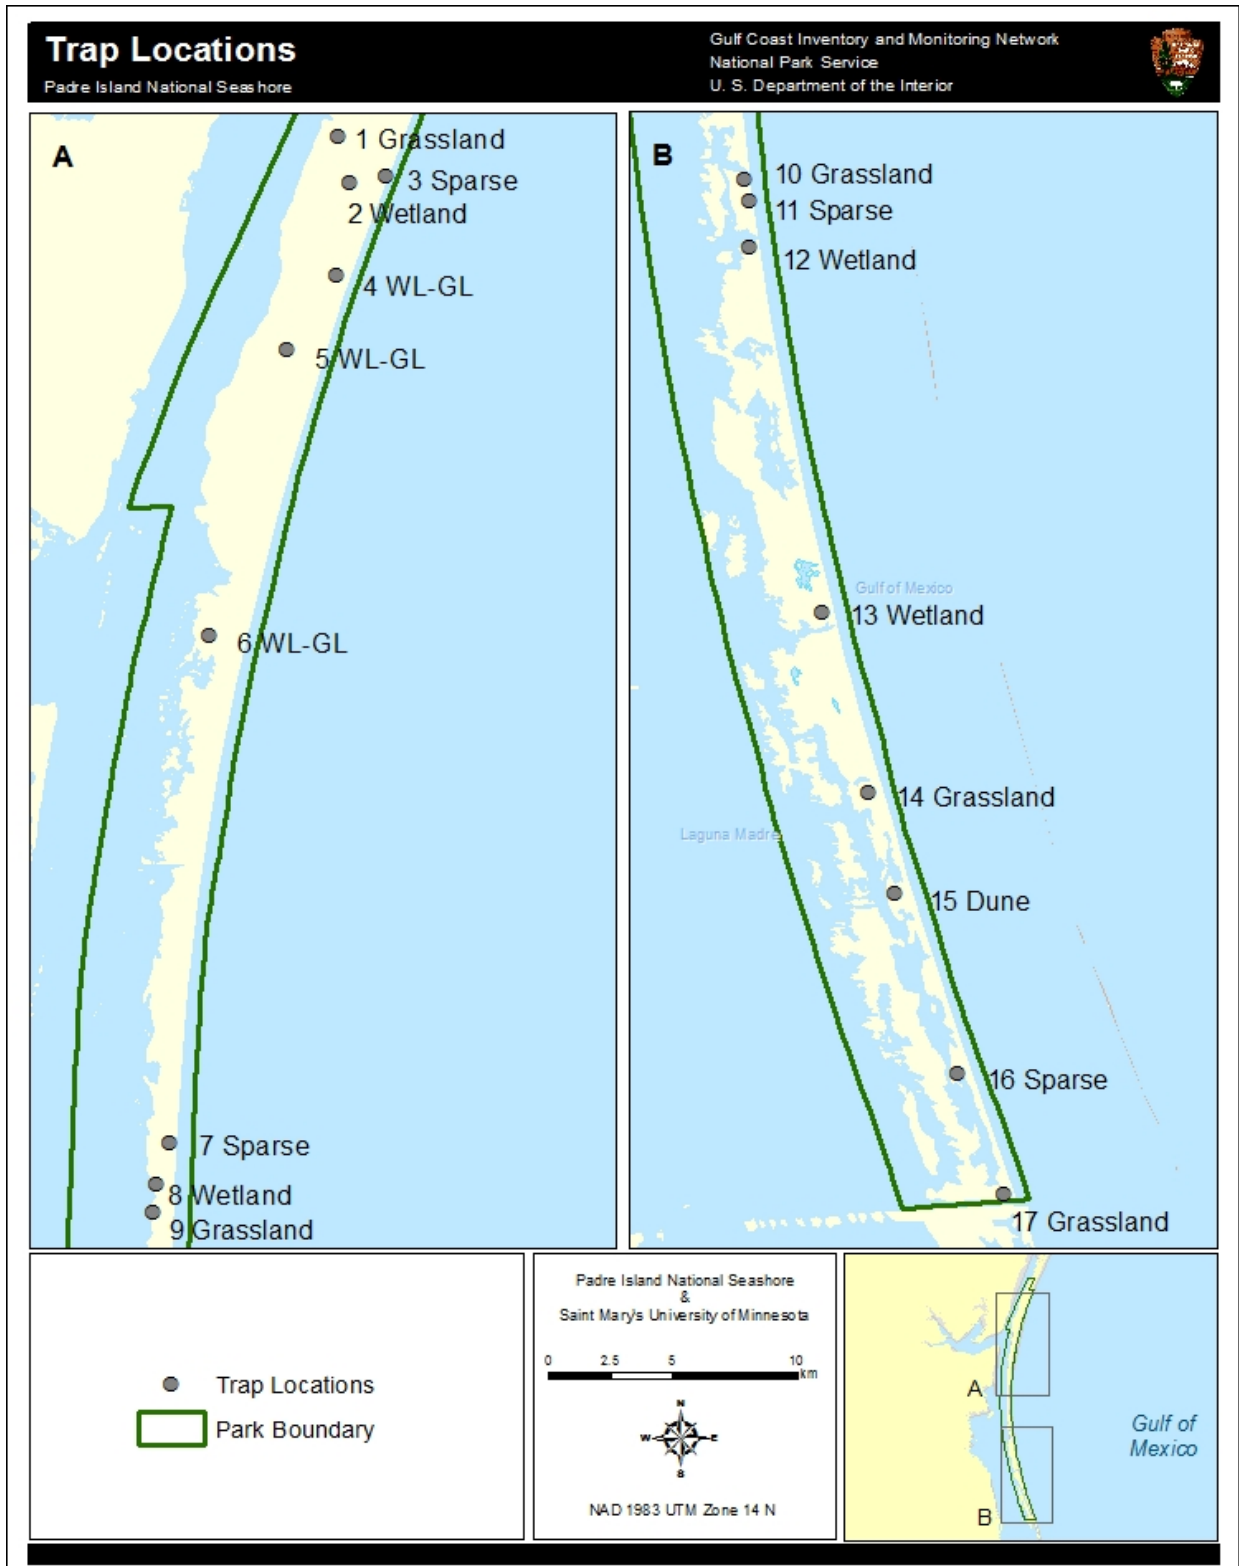 Trap Locations
Padre Island National Seashore
Gulf Coast Inventory and Monitoring Network
National Park Service
U. S. Department of the Interior
A
1 Grassland
3 Sparse
2 Wetland
4 WL-GL
5 WL-GL
6 WL-GL
7 Sparse
8 Wetland
9 Grassland
B
10 Grassland
11 Sparse
12 Wetland
Gulf of Mexico
13 Wetland
14 Grassland
Laguna Madre
15 Dune
16 Sparse
17 Grassland
Trap Locations
Park Boundary
Padre Island National Seashore
&
Saint Mary's University of Minnesota
0 2.5 5 10
km
N
W E
S
NAD 1983 UTM Zone 14 N
A
Gulf of
Mexico
B